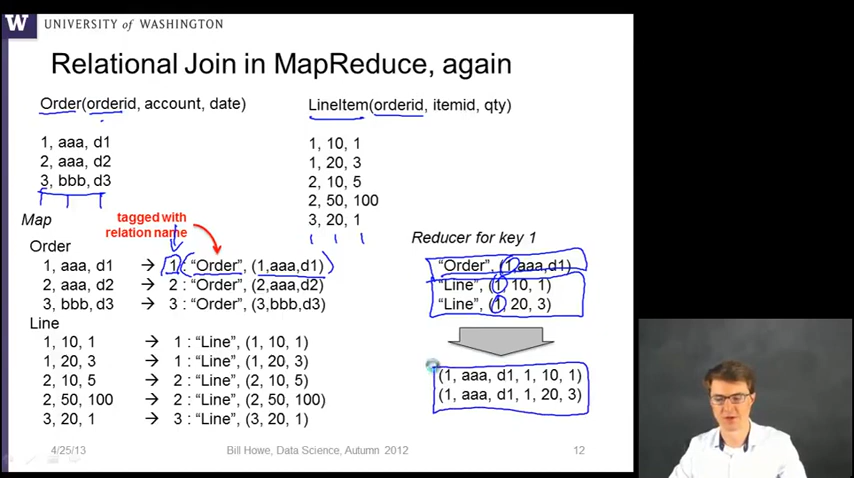 W UNIVERSITY of WASHINGTON
Relational Join in MapReduce, again
Order(orderid, account, date)
1, aaa, d1
2, aaa, d2
3, bbb, d3
LineItem(orderid, itemid, qty)
1, 10, 1
1, 20, 3
2, 10, 5
2, 50, 100
3, 20, 1
Map
tagged with
relation name
Order
1, aaa, d1 → 1 : "Order", (1,aaa,d1)
2, aaa, d2 → 2 : "Order", (2,aaa,d2)
3, bbb, d3 → 3 : "Order", (3,bbb,d3)
Line
1, 10, 1 → 1 : "Line", (1, 10, 1)
1, 20, 3 → 1 : "Line", (1, 20, 3)
2, 10, 5 → 2 : "Line", (2, 10, 5)
2, 50, 100 → 2 : "Line", (2, 50, 100)
3, 20, 1 → 3 : "Line", (3, 20, 1)
Reducer for key 1
"Order", (1,aaa,d1)
"Line", (1, 10, 1)
"Line", (1, 20, 3)
(1, aaa, d1, 1, 10, 1)
(1, aaa, d1, 1, 20, 3)
4/25/13
Bill Howe, Data Science, Autumn 2012
12